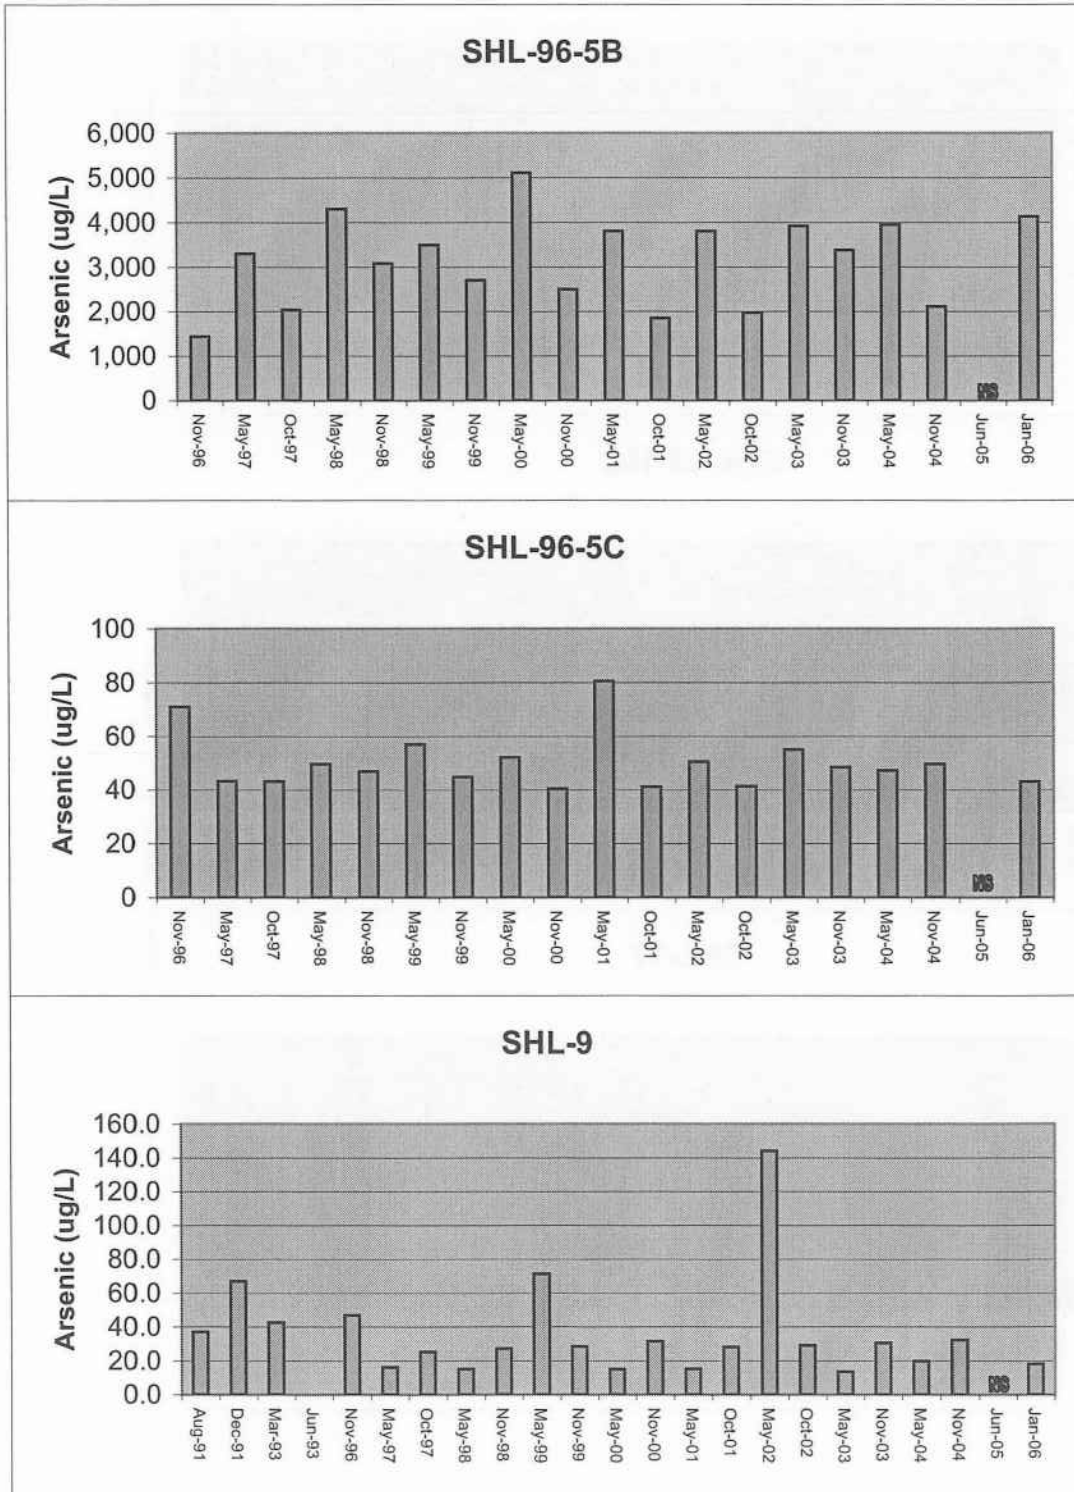 SHL-96-5B
Arsenic (ug/L)
6,000
5,000
4,000
3,000
2,000
1,000
0
NS
Nov-96 May-97 Oct-97 May-98 Nov-98 May-99 Nov-99 May-00 Nov-00 May-01 Oct-01 May-02 Oct-02 May-03 Nov-03 May-04 Nov-04 Jun-05 Jan-06
SHL-96-5C
Arsenic (ug/L)
100
80
60
40
20
0
NS
Nov-96 May-97 Oct-97 May-98 Nov-98 May-99 Nov-99 May-00 Nov-00 May-01 Oct-01 May-02 Oct-02 May-03 Nov-03 May-04 Nov-04 Jun-05 Jan-06
SHL-9
Arsenic (ug/L)
160.0
140.0
120.0
100.0
80.0
60.0
40.0
20.0
0.0
NS
Aug-91 Dec-91 Mar-93 Jun-93 Nov-96 May-97 Oct-97 May-98 Nov-98 May-99 Nov-99 May-00 Nov-00 May-01 Oct-01 May-02 Oct-02 May-03 Nov-03 May-04 Nov-04 Jun-05 Jan-06